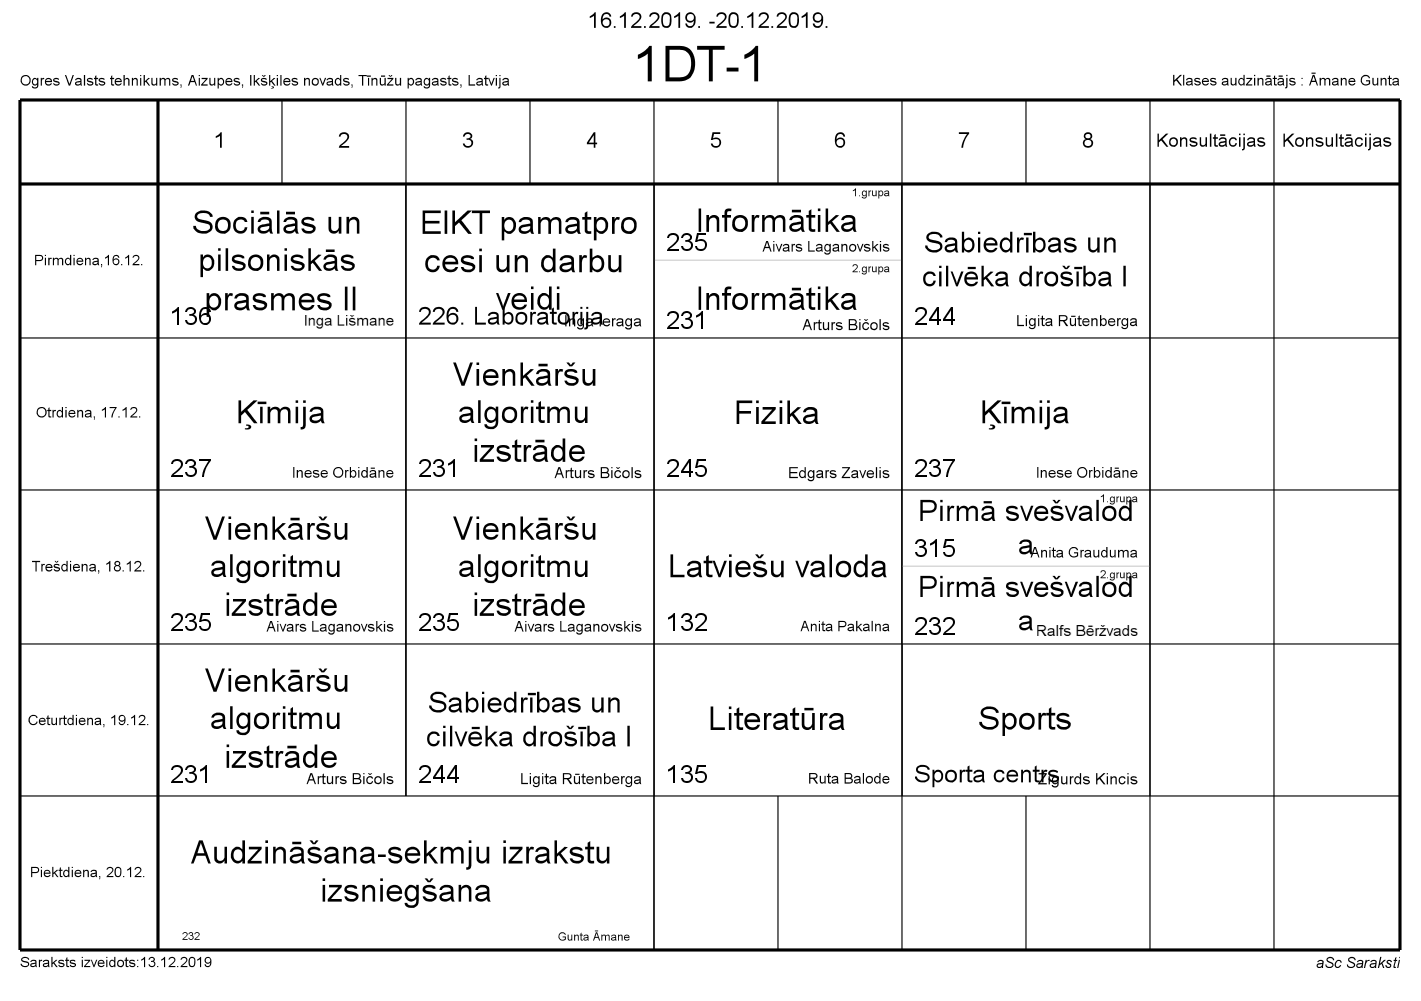 16.12.2019. -20.12.2019.
1DT-1
Ogres Valsts tehnikums, Aizupes, Ikšķiles novads, Tīnūžu pagasts, Latvija
Klases audzinātājs : Āmane Gunta
1 2 3 4 5 6 7 8 Konsultācijas Konsultācijas
Pirmdiena,16.12.
Sociālās un
pilsoniskās
prasmes II
136 Inga Lišmane
EIKT pamatpro
cesi un darbu
veidi
226. Laboratorija Inga Ieraga
1.grupa
Informātika
235 Aivars Laganovskis
2.grupa
Informātika
231 Arturs Bičols
Sabiedrības un
cilvēka drošība I
244 Ligita Rūtenberga
Otrdiena, 17.12.
Ķīmija
237 Inese Orbidāne
Vienkāršu
algoritmu
izstrāde
231 Arturs Bičols
Fizika
245 Edgars Zavelis
Ķīmija
237 Inese Orbidāne
Trešdiena, 18.12.
Vienkāršu
algoritmu
izstrāde
235 Aivars Laganovskis
Vienkāršu
algoritmu
izstrāde
235 Aivars Laganovskis
Latviešu valoda
132 Anita Pakalna
1.grupa
Pirmā svešvalod
a
315 Anita Grauduma
2.grupa
Pirmā svešvalod
a
232 Ralfs Bēržvads
Ceturtdiena, 19.12.
Vienkāršu
algoritmu
izstrāde
231 Arturs Bičols
Sabiedrības un
cilvēka drošība I
244 Ligita Rūtenberga
Literatūra
135 Ruta Balode
Sports
Sporta centrs Zigurds Kincis
Piektdiena, 20.12.
Audzināšana-sekmju izrakstu
izsniegšana
232 Gunta Āmane
Saraksts izveidots:13.12.2019
aSc Saraksti